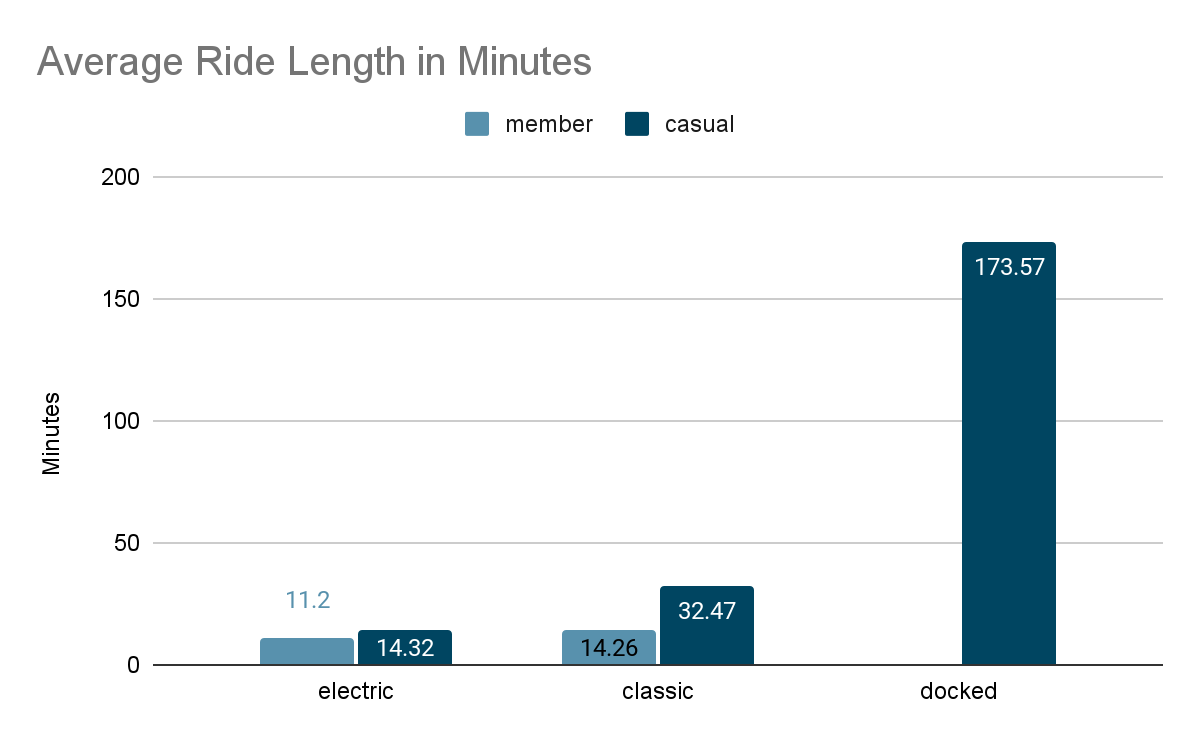 Average Ride Length in Minutes
member casual
200
150
100
50
0
Minutes
11.2
14.32
14.26
32.47
173.57
electric classic docked